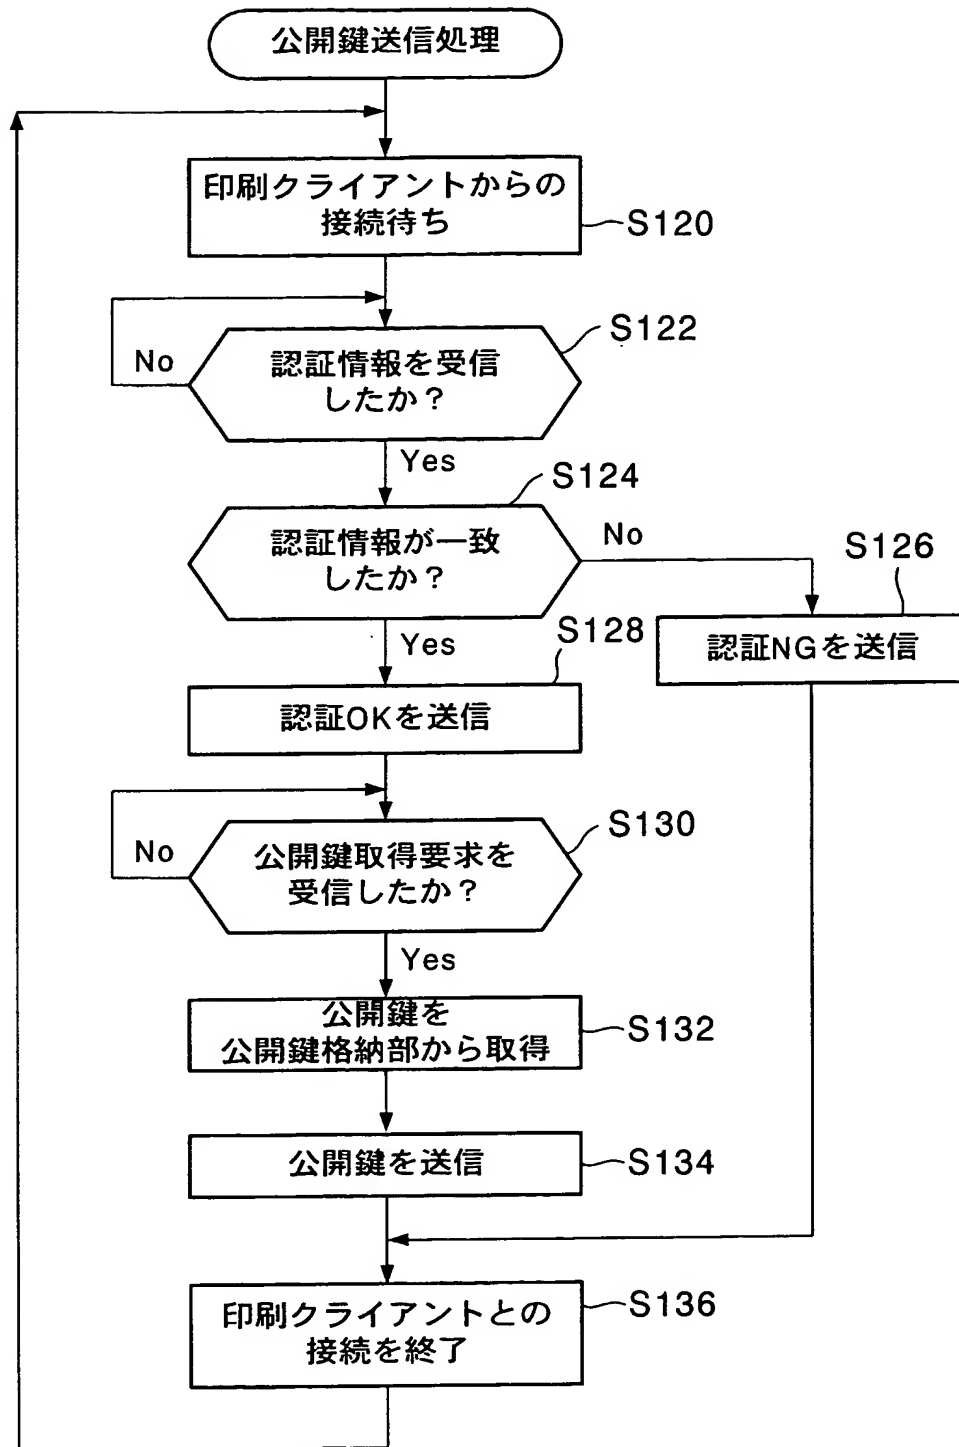 公開鍵送信処理
印刷クライアントからの
接続待ち
S120
S122
認証情報を受信
したか？
No
Yes
S124
認証情報が一致
したか？
No
S126
認証NGを送信
Yes
S128
認証OKを送信
S130
公開鍵取得要求を
受信したか？
No
Yes
公開鍵を
公開鍵格納部から取得
S132
公開鍵を送信
S134
印刷クライアントとの
接続を終了
S136